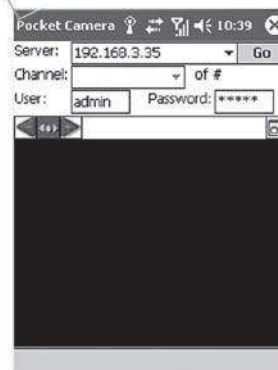 Pocket Camera 10:39
Server: 192.168.3.35 Go
Channel: of #
User: admin Password: *****